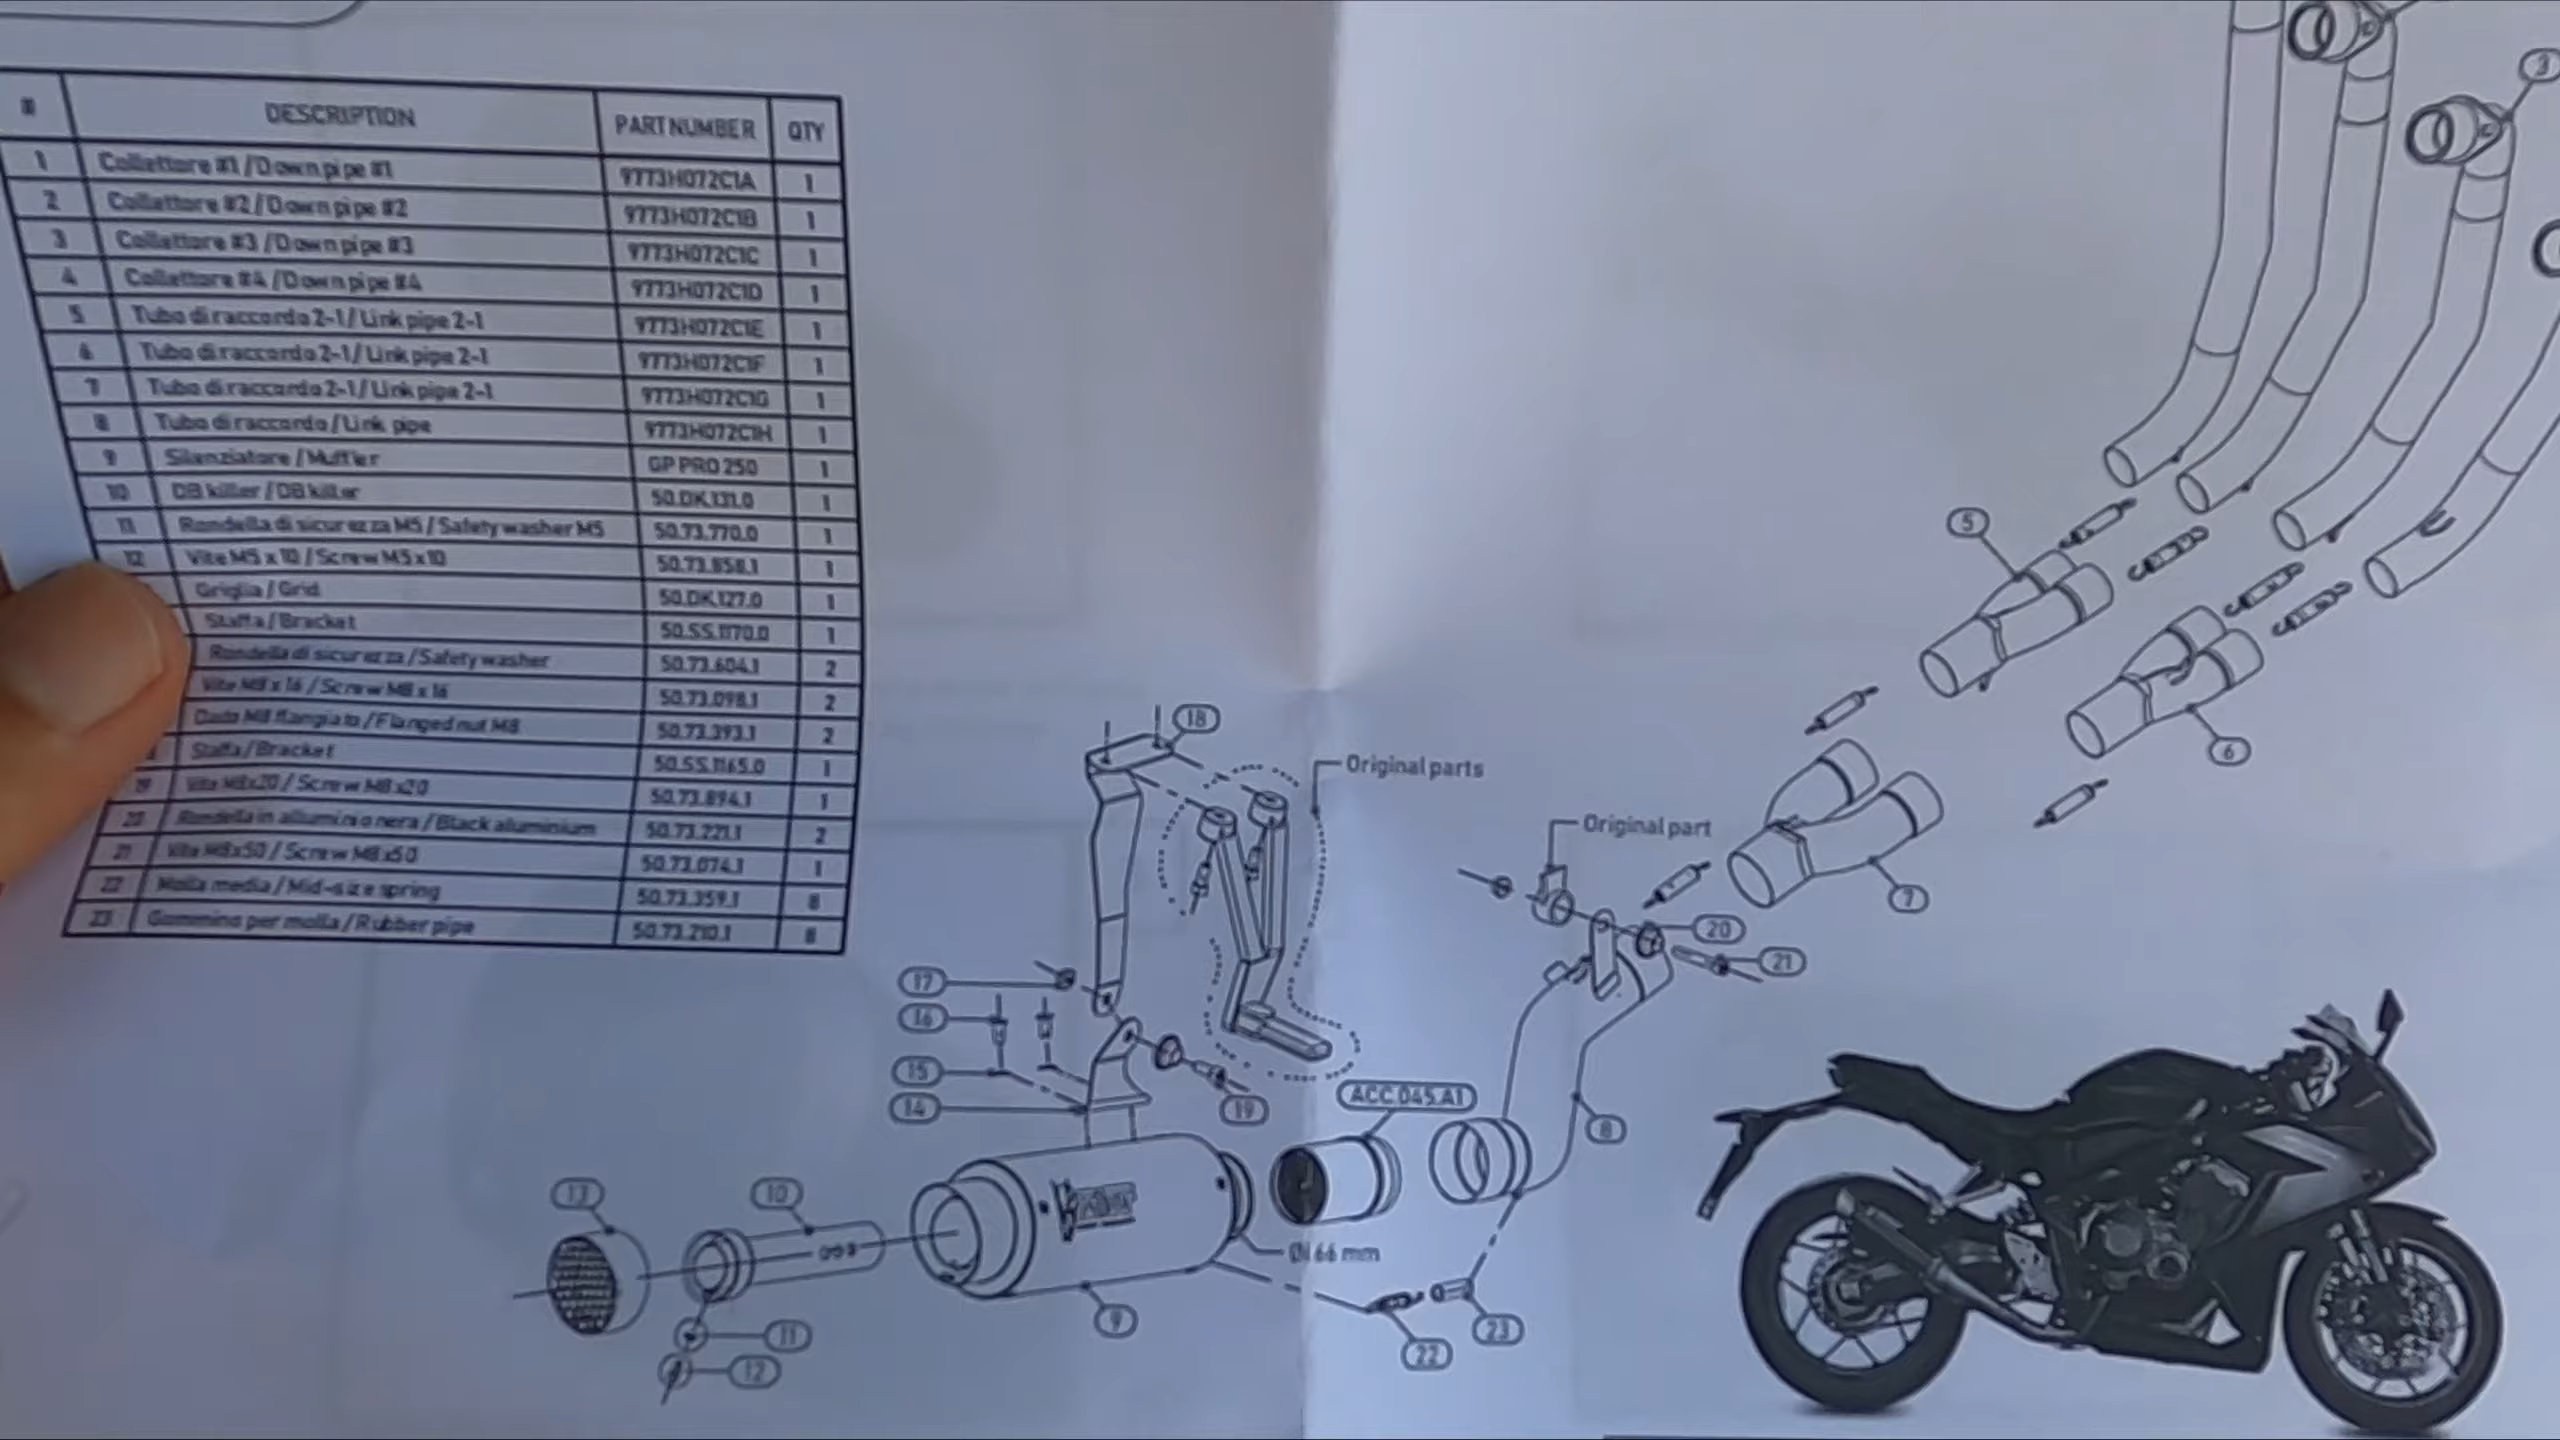 # DESCRIPTION PART NUMBER QTY
1 Collettore #1 / Down pipe #1 9773H072C1A 1
2 Collettore #2 / Down pipe #2 9773H072C1B 1
3 Collettore #3 / Down pipe #3 9773H072C1C 1
4 Collettore #4 / Down pipe #4 9773H072C1D 1
5 Tubo di raccordo 2-1 / Link pipe 2-1 9773H072C1E 1
6 Tubo di raccordo 2-1 / Link pipe 2-1 9773H072C1F 1
7 Tubo di raccordo 2-1 / Link pipe 2-1 9773H072C1G 1
8 Tubo di raccordo / Link pipe 9773H072C1H 1
9 Silenziatore / Muffler GP PRO 250 1
10 DB killer / DB killer 50.DK.131.0 1
11 Rondella di sicurezza M5 / Safety washer M5 50.73.770.0 1
12 Vite M5 x 10 / Screw M5 x 10 50.73.858.1 1
Griglia / Grid 50.DK.127.0 1
Staffa / Bracket 50.SS.1170.0 1
Rondella di sicurezza / Safety washer 50.73.604.1 2
Vite M8 x 16 / Screw M8 x 16 50.73.098.1 2
Dado M8 flangiato / Flanged nut M8 50.73.393.1 2
Staffa / Bracket 50.SS.1165.0 1
19 Vite M8x20 / Screw M8x20 50.73.894.1 1
20 Rondella in alluminio nera / Black aluminium 50.73.221.1 2
21 Vite M8x50 / Screw M8x50 50.73.074.1 1
22 Molla media / Mid-size spring 50.73.359.1 8
23 Gommino per molla / Rubber pipe 50.73.210.1 8
3
5
6
7
18
Original parts
Original part
20
21
17
16
15
14
19
ACC.045.A1
8
13
10
Øi 66 mm
9
11
12
22
23